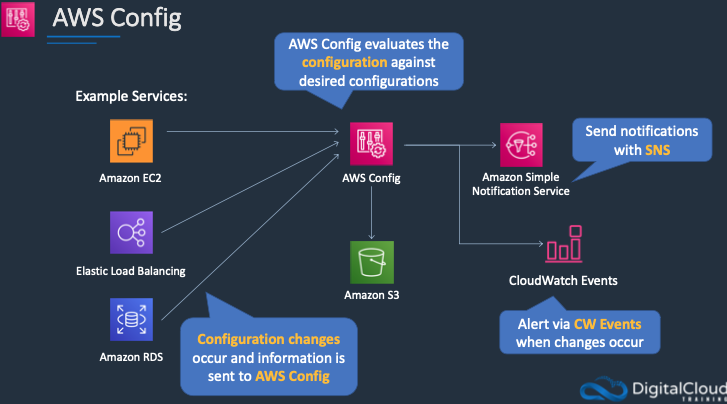 AWS Config
AWS Config evaluates the
configuration against
desired configurations
Example Services:
Amazon EC2
AWS Config
Amazon Simple
Notification Service
Send notifications
with SNS
Elastic Load Balancing
Amazon S3
CloudWatch Events
Amazon RDS
Configuration changes
occur and information is
sent to AWS Config
Alert via CW Events
when changes occur
DigitalCloud
TRAINING